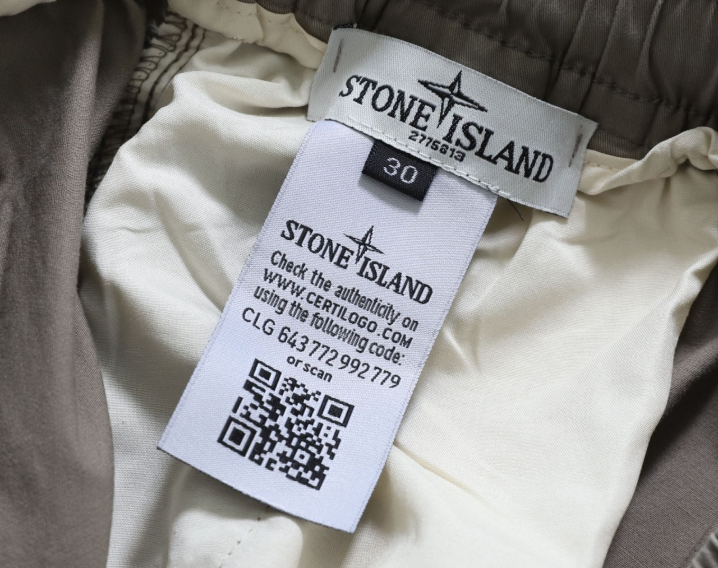 STONE ISLAND
2775813
30
STONE ISLAND
Check the authenticity on
WWW.CERTILOGO.COM
using the following code:
CLG 643 772 992 779
or scan